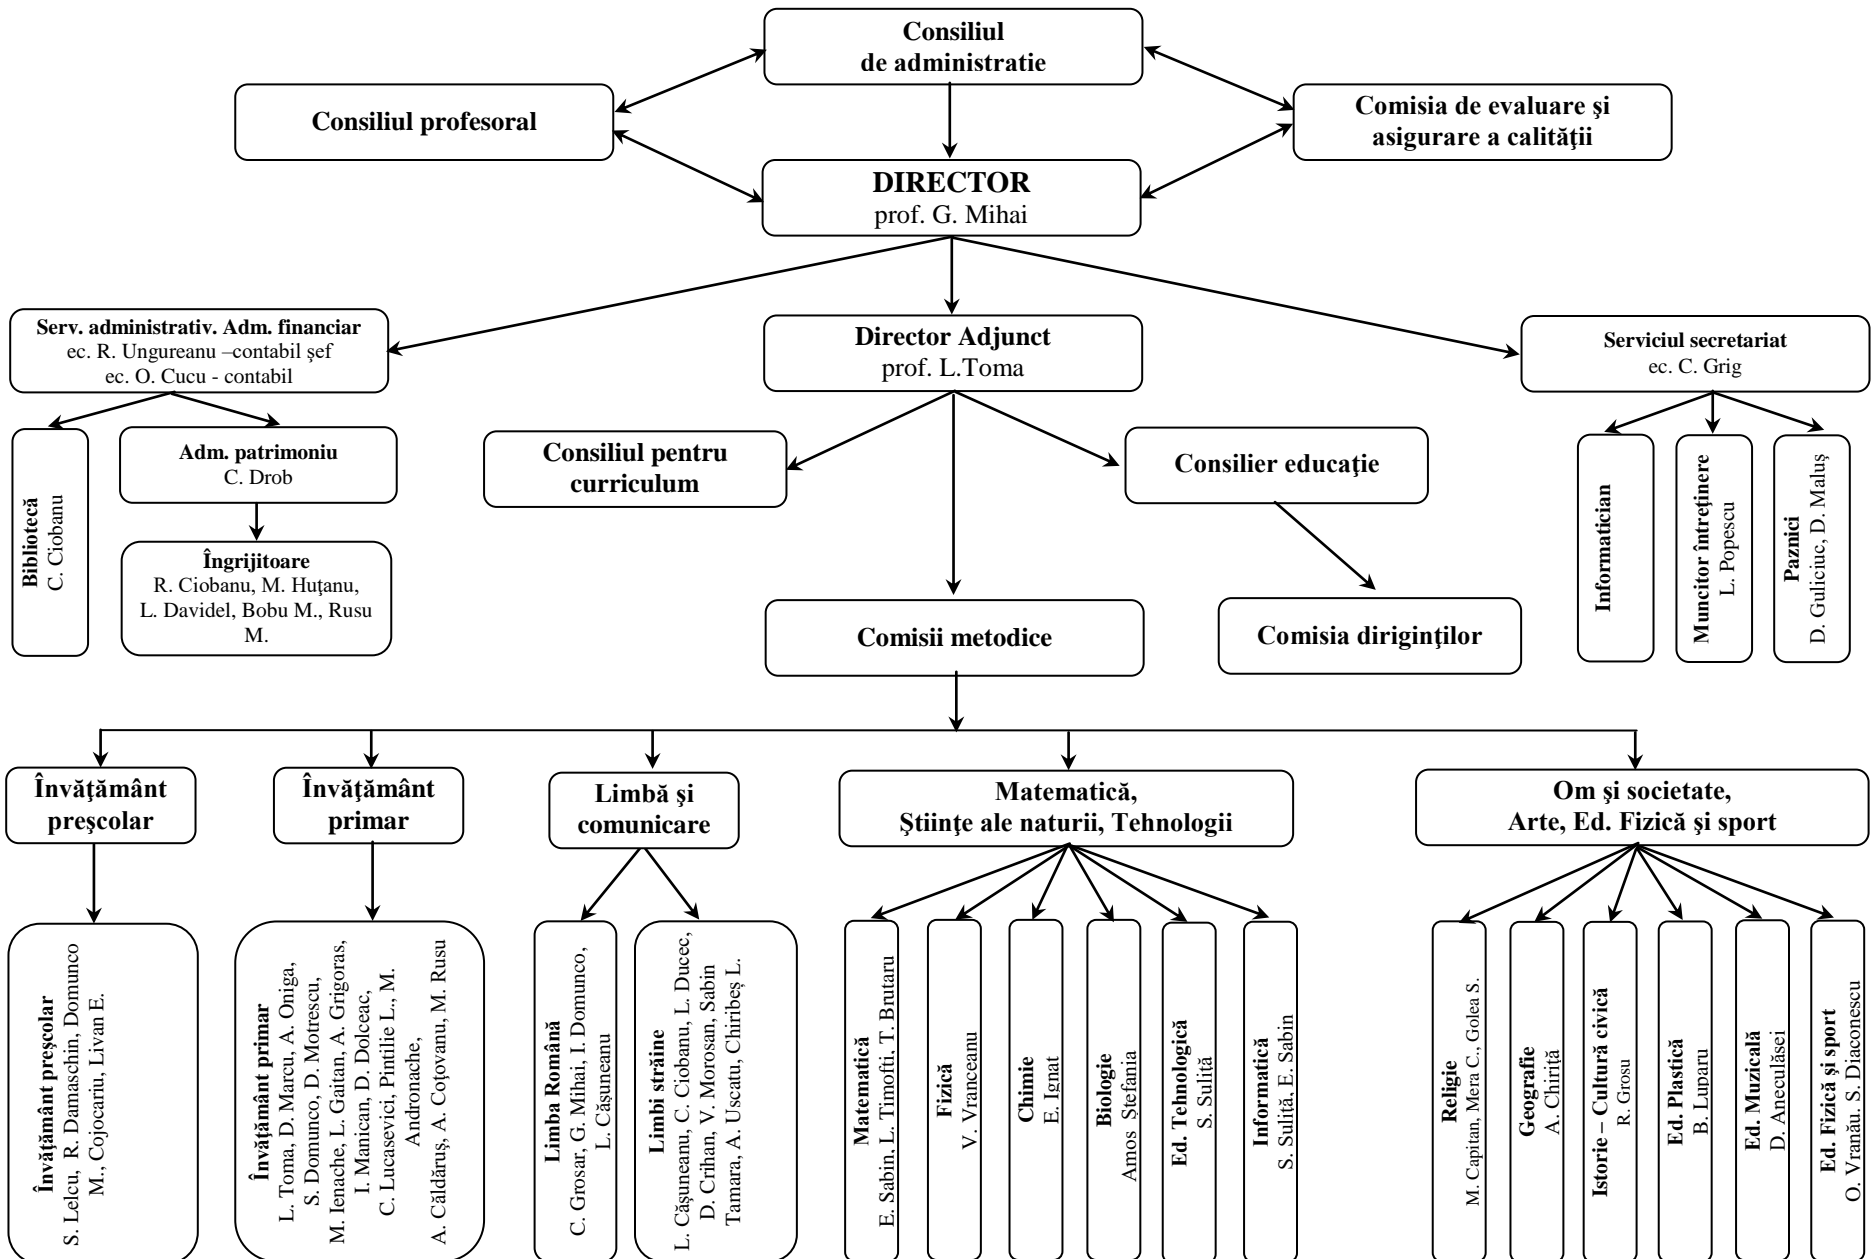 Consiliul
de administratie
Consiliul profesoral
Comisia de evaluare şi
asigurare a calităţii
DIRECTOR
prof. G. Mihai
Serv. administrativ. Adm. financiar
ec. R. Ungureanu –contabil şef
ec. O. Cucu - contabil
Director Adjunct
prof. L.Toma
Serviciul secretariat
ec. C. Grig
Bibliotecă
C. Ciobanu
Adm. patrimoniu
C. Drob
Îngrijitoare
R. Ciobanu, M. Huţanu,
L. Davidel, Bobu M., Rusu
M.
Consiliul pentru
curriculum
Consilier educaţie
Informatician
Muncitor întreţinere
L. Popescu
Paznici
D. Guliciuc, D. Maluş
Comisii metodice
Comisia diriginţilor
Învăţământ
preşcolar
Învăţământ
primar
Limbă şi
comunicare
Matematică,
Ştiinţe ale naturii, Tehnologii
Om şi societate,
Arte, Ed. Fizică şi sport
Învăţământ preşcolar
S. Lelcu, R. Damaschin, Domunco
M., Cojocariu, Livan E.
Învăţământ primar
L. Toma, D. Marcu, A. Oniga,
S. Domunco, D. Motrescu,
M. Ienache, L. Gaitan, A. Grigoras,
I. Manican, D. Dolceac,
C. Lucasevici, Pintilie L., M.
Andronache,
A. Căldăruş, A. Coţovanu, M. Rusu
Limba Română
C. Grosar, G. Mihai, I. Domunco,
L. Căşuneanu
Limbi străine
L. Căşuneanu, C. Ciobanu, L. Ducec,
D. Crihan, V. Morosan, Sabin
Tamara, A. Uscatu, Chiribeş L.
Matematică
E. Sabin, L. Timofti, T. Brutaru
Fizică
V. Vranceanu
Chimie
E. Ignat
Biologie
Amos Ștefania
Ed. Tehnologică
S. Suliță
Informatică
S. Suliță, E. Sabin
Religie
M. Capitan, Mera C., Golea S.
Geografie
A. Chiriţă
Istorie – Cultură civică
R. Grosu
Ed. Plastică
B. Luparu
Ed. Muzicală
D. Aneculăsei
Ed. Fizică şi sport
O. Vranău. S. Diaconescu